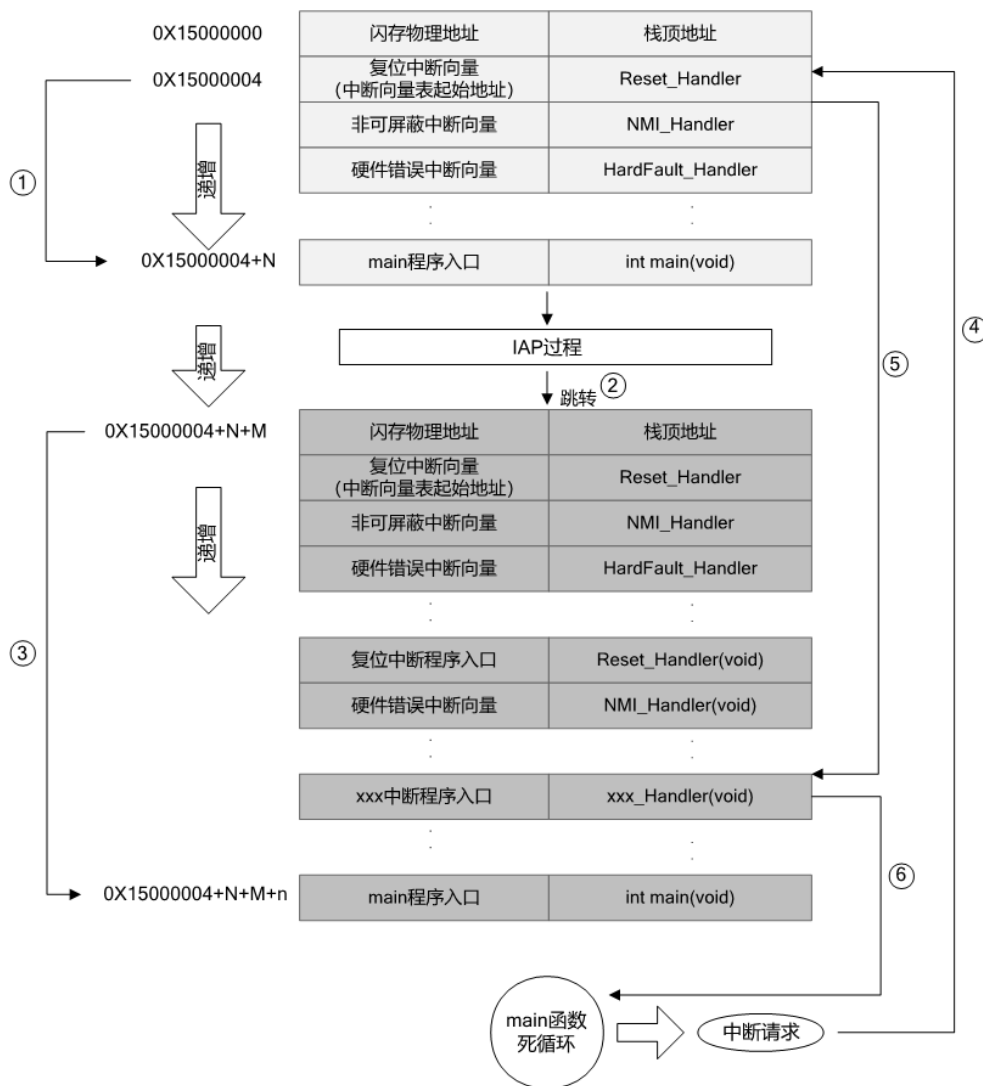 0X15000000 闪存物理地址 栈顶地址
0X15000004 复位中断向量
(中断向量表起始地址) Reset_Handler
非可屏蔽中断向量 NMI_Handler
① 递增 硬件错误中断向量 HardFault_Handler
0X15000004+N main程序入口 int main(void)
递增 IAP过程 ④
⑤
跳转 ②
0X15000004+N+M 闪存物理地址 栈顶地址
复位中断向量
(中断向量表起始地址) Reset_Handler
递增 非可屏蔽中断向量 NMI_Handler
硬件错误中断向量 HardFault_Handler
③ 复位中断程序入口 Reset_Handler(void)
硬件错误中断向量 NMI_Handler(void)
xxx中断程序入口 xxx_Handler(void)
⑥
0X15000004+N+M+n main程序入口 int main(void)
main函数
死循环
中断请求